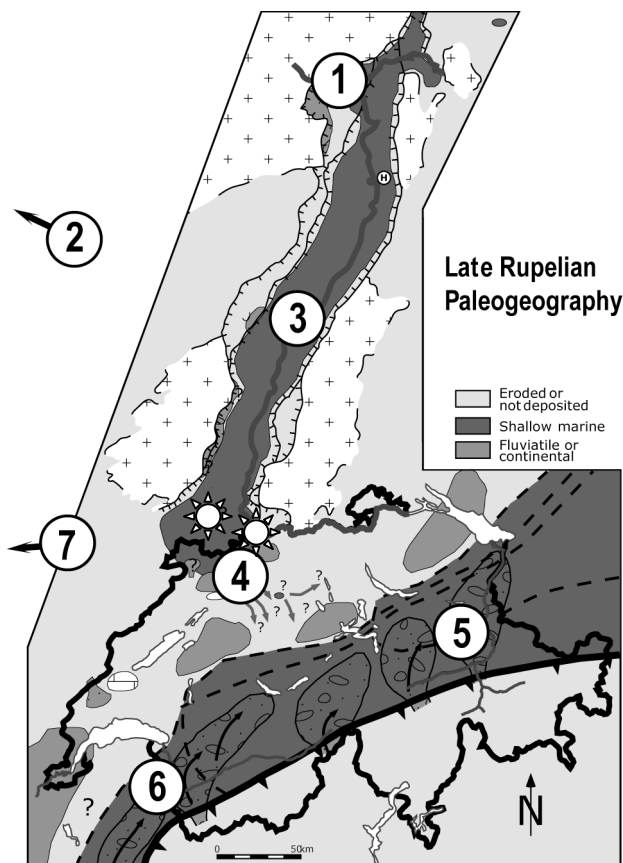 1
H
2
Late Rupelian
Paleogeography
3
Eroded or
not deposited
Shallow marine
Fluviatile or
continental
7
?
4
?
?
?
?
?
5
6
?
N
0
50km